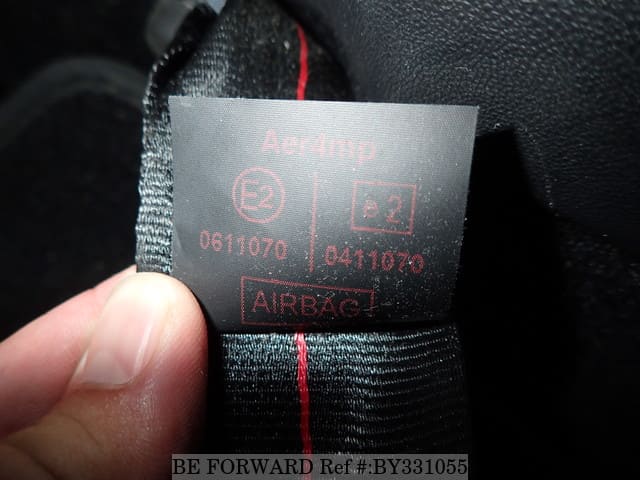 Aer4mp
E2 e 2
0611070 0411070
AIRBAG
BE FORWARD Ref #:BY331055